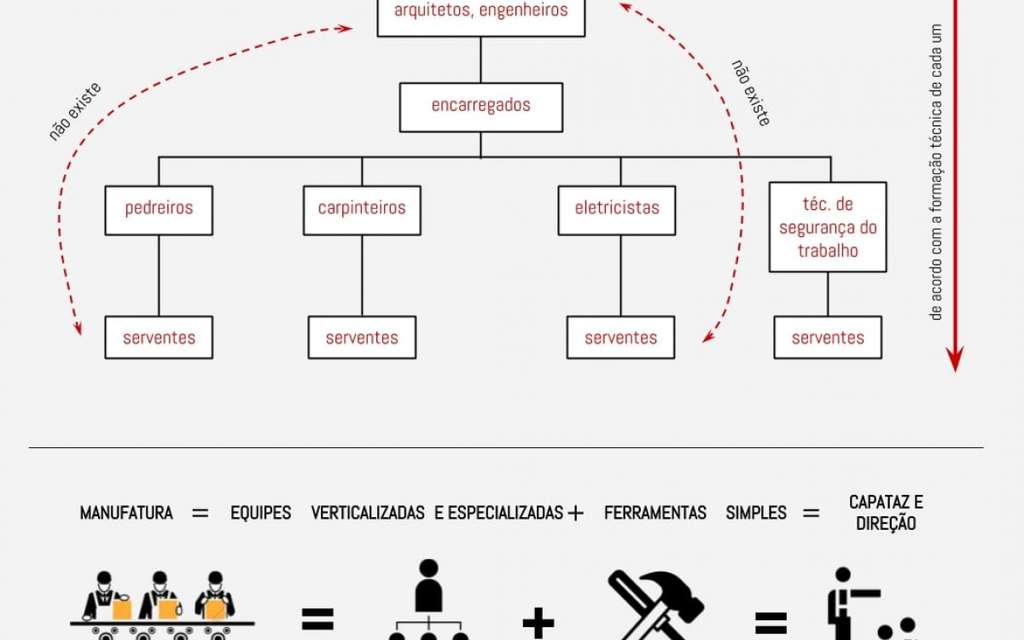 arquitetos, engenheiros
não existe
não existe
de acordo com a formação técnica de cada um
encarregados
pedreiros
carpinteiros
eletricistas
téc. de
segurança do
trabalho
serventes
serventes
serventes
serventes
MANUFATURA = EQUIPES VERTICALIZADAS E ESPECIALIZADAS + FERRAMENTAS SIMPLES = CAPATAZ E
DIREÇÃO
= + =